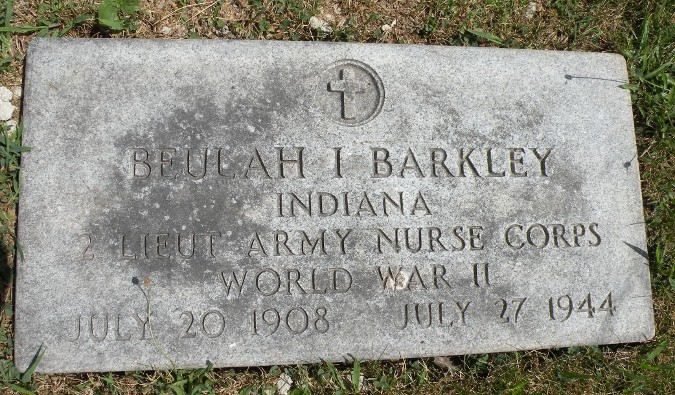 BEULAH I BARKLEY
INDIANA
2 LIEUT ARMY NURSE CORPS
WORLD WAR II
JULY 20 1908 JULY 27 1944